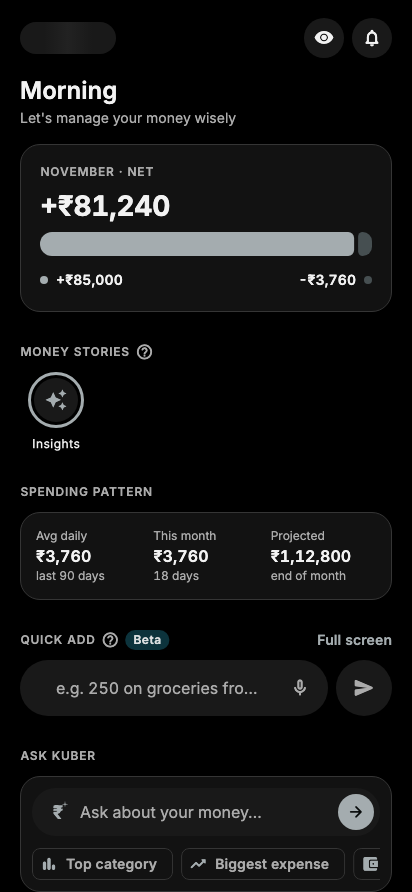 Morning
Let's manage your money wisely
NOVEMBER · NET
+₹81,240
+₹85,000 -₹3,760
MONEY STORIES
Insights
SPENDING PATTERN
Avg daily This month Projected
₹3,760 ₹3,760 ₹1,12,800
last 90 days 18 days end of month
QUICK ADD Beta Full screen
e.g. 250 on groceries fro...
ASK KUBER
₹ Ask about your money...
Top category Biggest expense